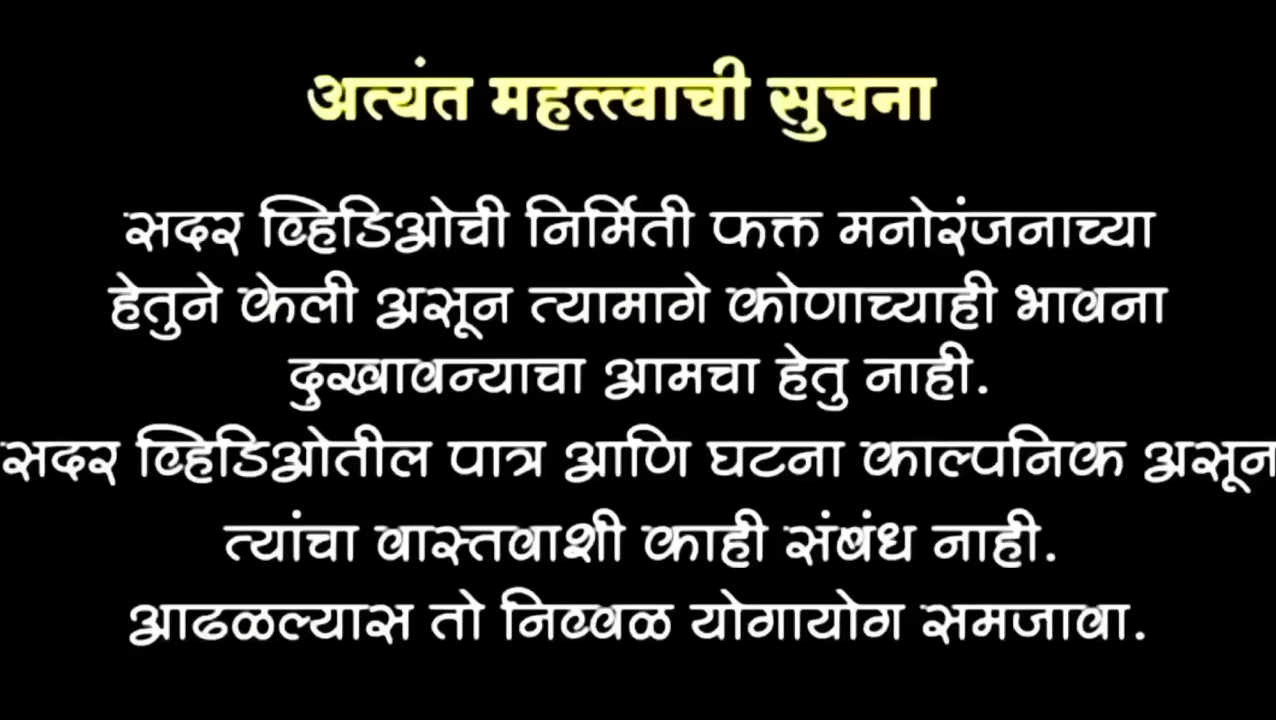 अत्यंत महत्त्वाची सुचना
सदर व्हिडिओची निर्मिती फक्त मनोरंजनाच्या
हेतुने केली असून त्यामागे कोणाच्याही भावना
दुखावन्याचा आमचा हेतु नाही.
सदर व्हिडिओतील पात्र आणि घटना काल्पनिक असून
त्यांचा वास्तवाशी काही संबंध नाही.
आढळल्यास तो निव्वळ योगायोग समजावा.